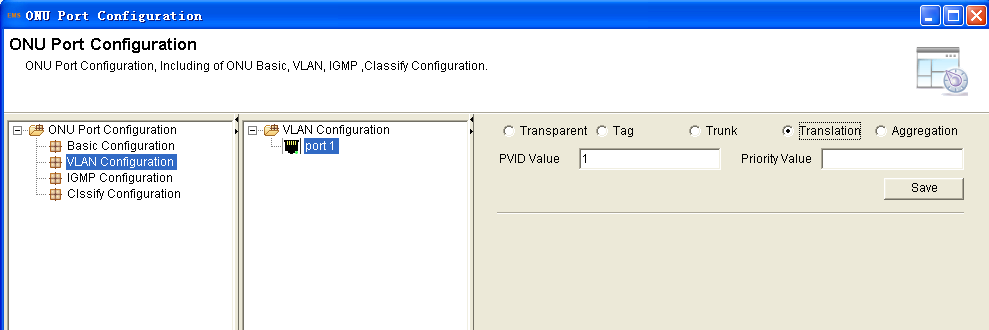 EMS ONU Port Configuration
ONU Port Configuration
ONU Port Configuration, Including of ONU Basic, VLAN, IGMP ,Classify Configuration.
ONU Port Configuration
Basic Configuration
VLAN Configuration
IGMP Configuration
Clssify Configuration
VLAN Configuration
port 1
Transparent Tag Trunk Translation Aggregation
PVID Value 1 Priority Value
Save